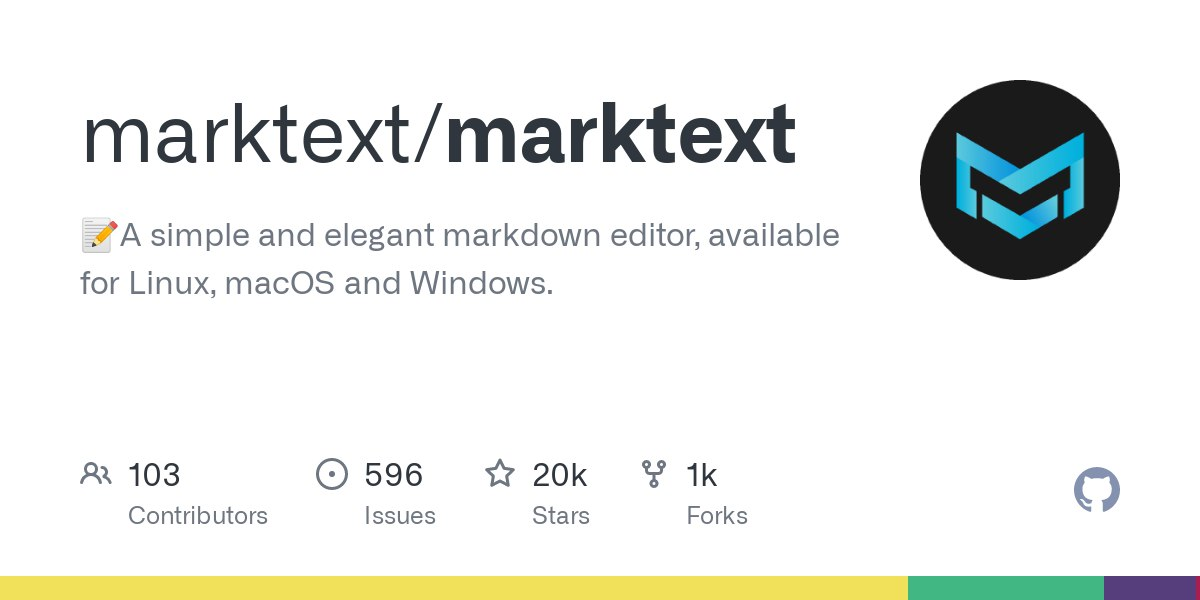 marktext/marktext
📝A simple and elegant markdown editor, available
for Linux, macOS and Windows.
103 596 20k 1k
Contributors Issues Stars Forks